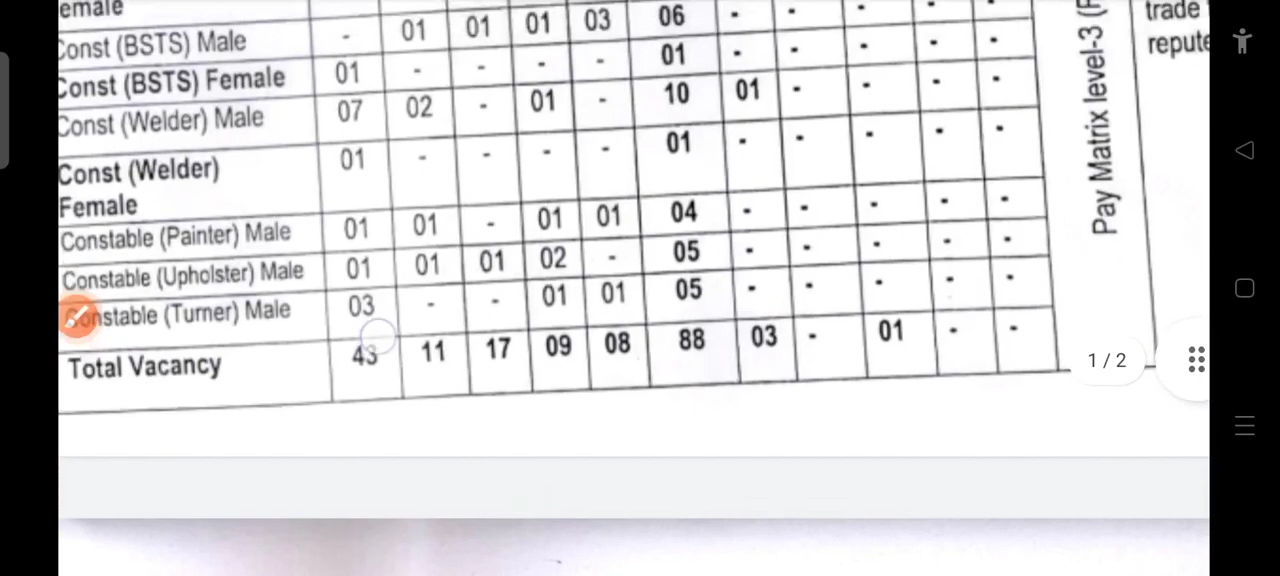 emale
Const (BSTS) Male - 01 01 01 03 06 - - - - -
Const (BSTS) Female 01 - - - - 01 - - - - -
Const (Welder) Male 07 02 - 01 - 10 01 - - - -
Const (Welder) Female 01 - - - - 01 - - - - -
Constable (Painter) Male 01 01 - 01 01 04 - - - - -
Constable (Upholster) Male 01 01 01 02 - 05 - - - - -
Constable (Turner) Male 03 - - 01 01 05 - - - - -
Total Vacancy 43 11 17 09 08 88 03 - 01 - -
Pay Matrix level-3 (
trade
repute
1 / 2